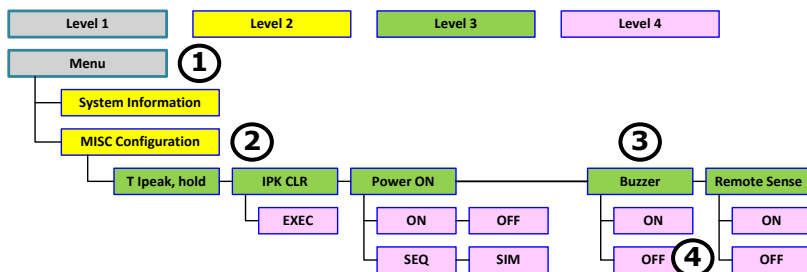 Level 1 Level 2 Level 3 Level 4
Menu 1
System Information
MISC Configuration 2 3
T Ipeak, hold IPK CLR Power ON Buzzer Remote Sense
EXEC ON OFF ON ON
SEQ SIM OFF 4 OFF